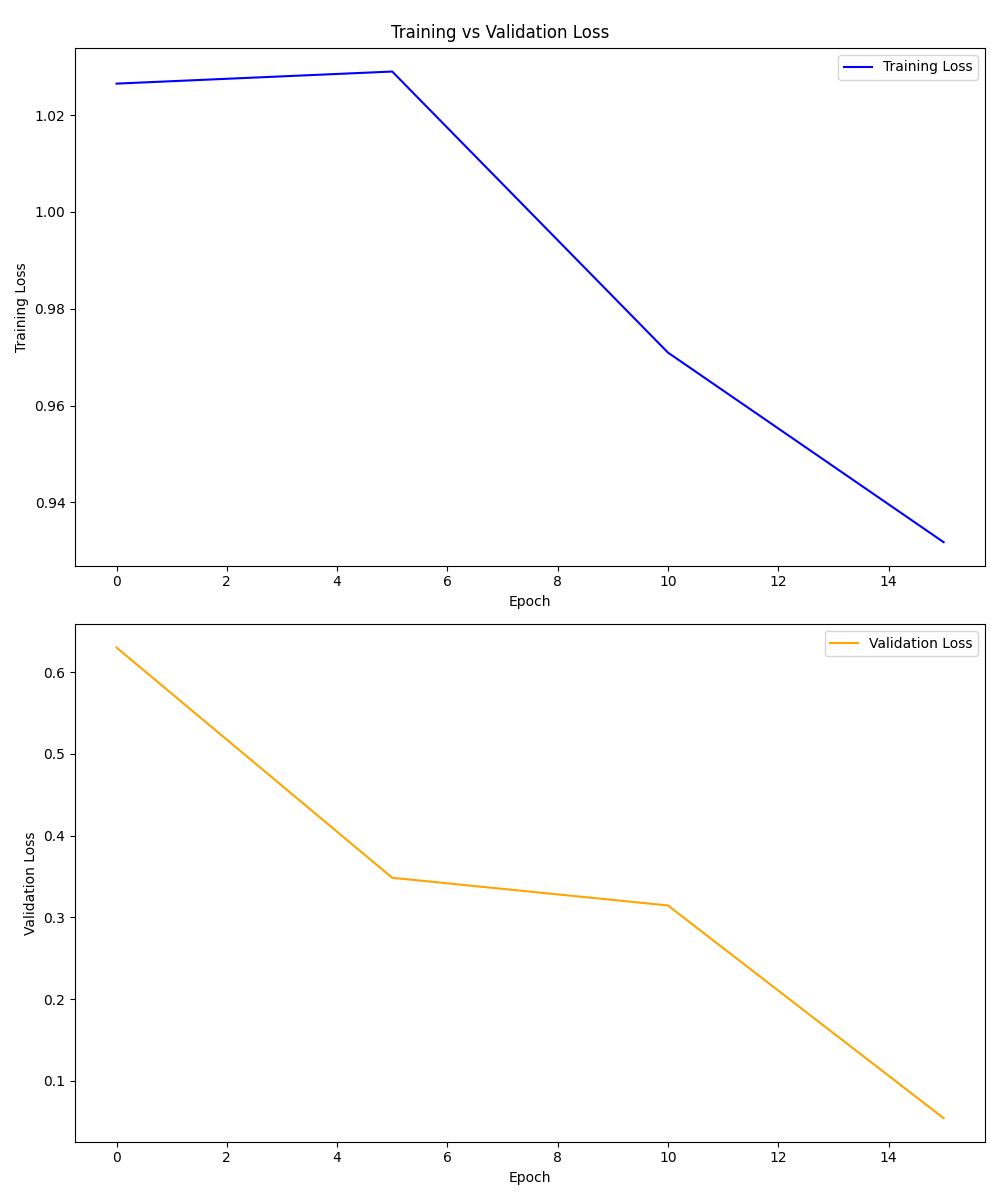 Training vs Validation Loss
Training Loss
1.02
1.00
0.98
0.96
0.94
Training Loss
0 2 4 6 8 10 12 14
Epoch
Validation Loss
0.6
0.5
0.4
0.3
0.2
0.1
Validation Loss
0 2 4 6 8 10 12 14
Epoch